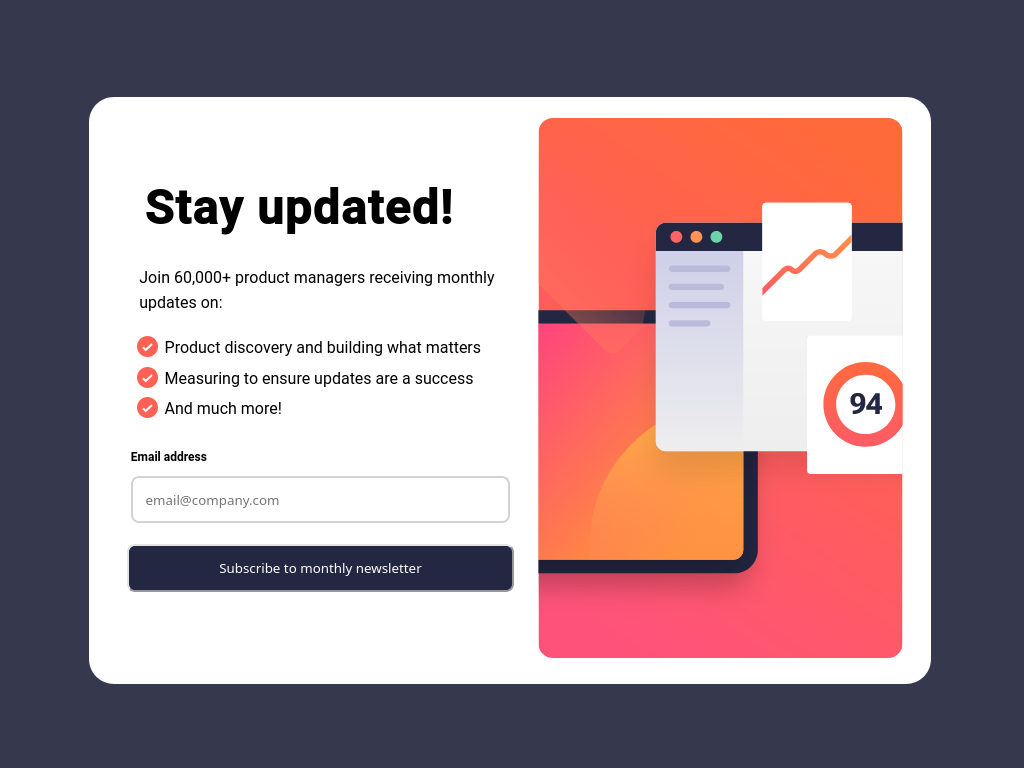 Stay updated!
Join 60,000+ product managers receiving monthly
updates on:
Product discovery and building what matters
Measuring to ensure updates are a success
And much more!
Email address
email@company.com
Subscribe to monthly newsletter
94